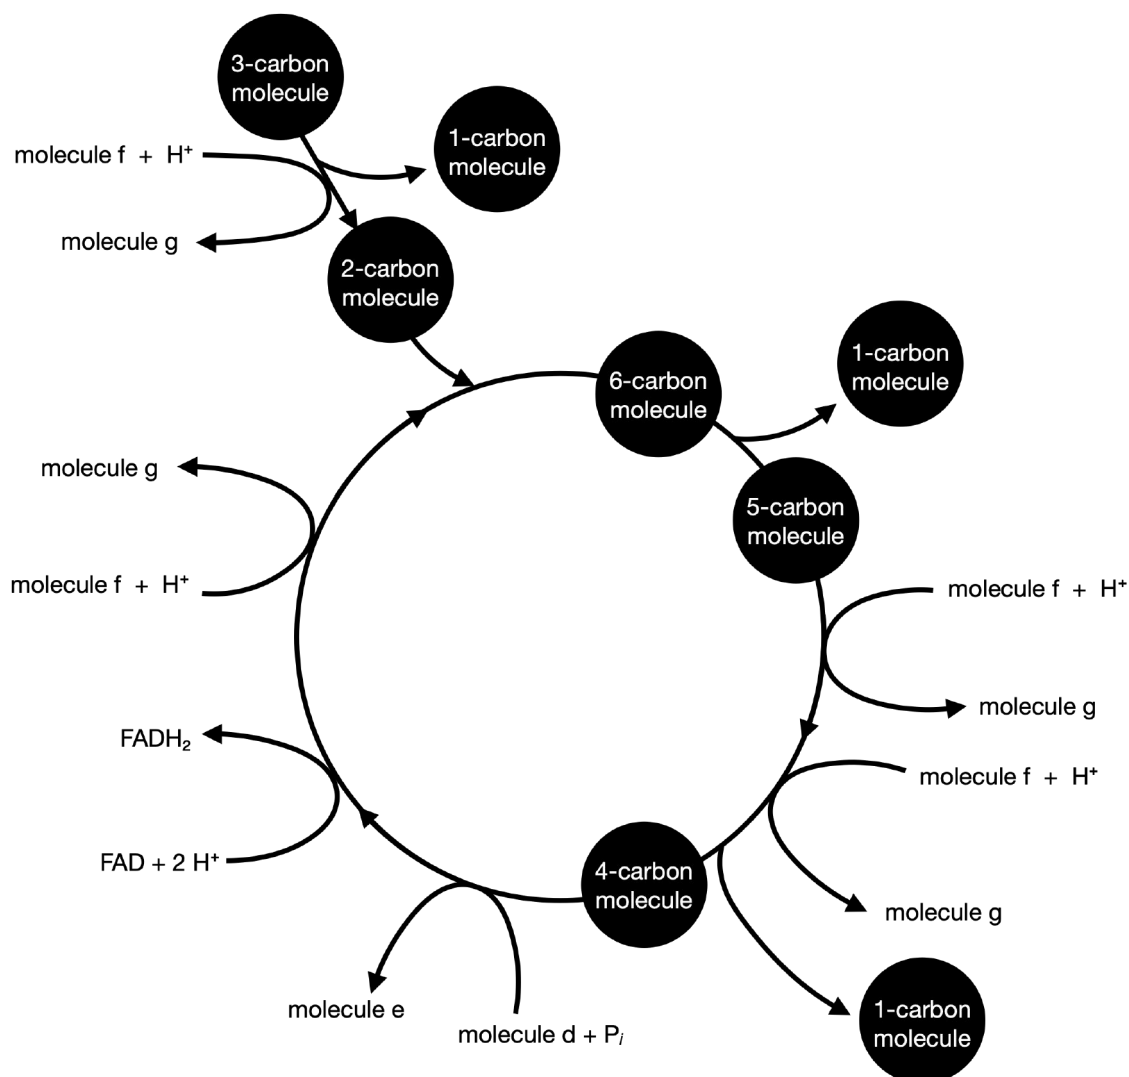 3-carbon
molecule
1-carbon
molecule
molecule f + H⁺
molecule g
2-carbon
molecule
6-carbon
molecule
1-carbon
molecule
molecule g
5-carbon
molecule
molecule f + H⁺
molecule f + H⁺
molecule g
FADH₂
molecule f + H⁺
FAD + 2 H⁺
4-carbon
molecule
molecule g
molecule e
molecule d + Pᵢ
1-carbon
molecule